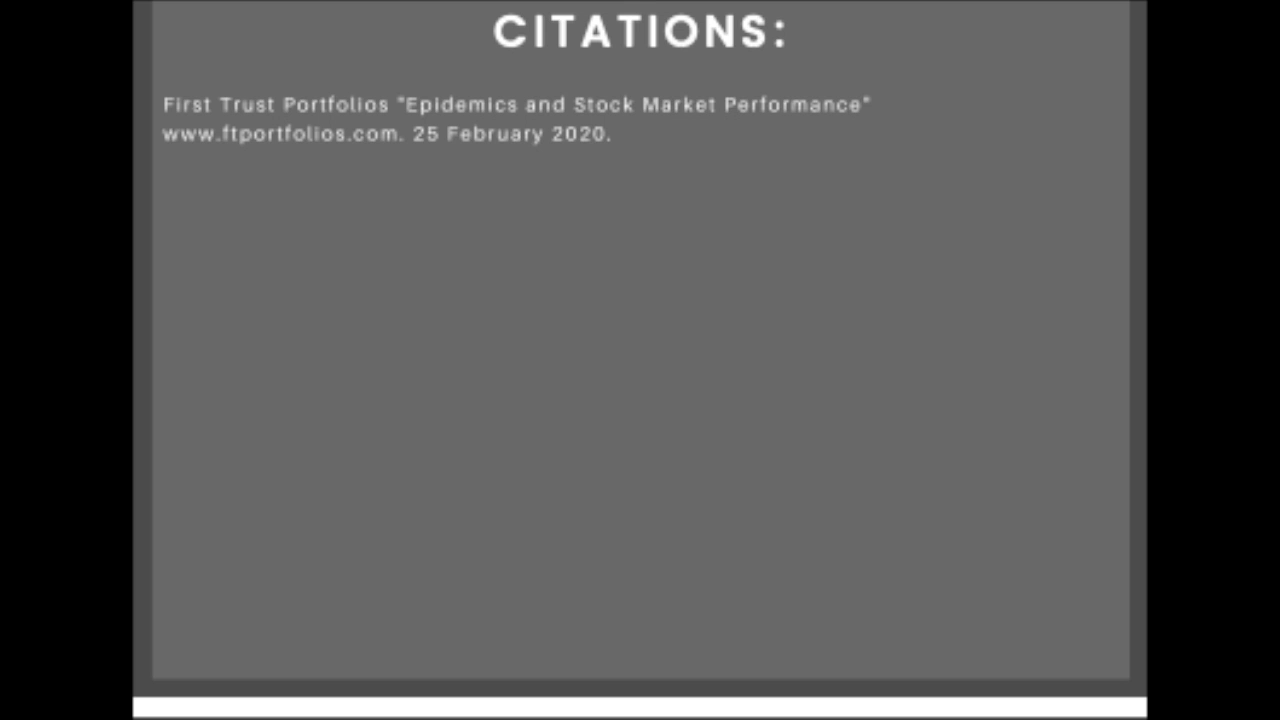 CITATIONS:
First Trust Portfolios "Epidemics and Stock Market Performance"
www.ftportfolios.com. 25 February 2020.